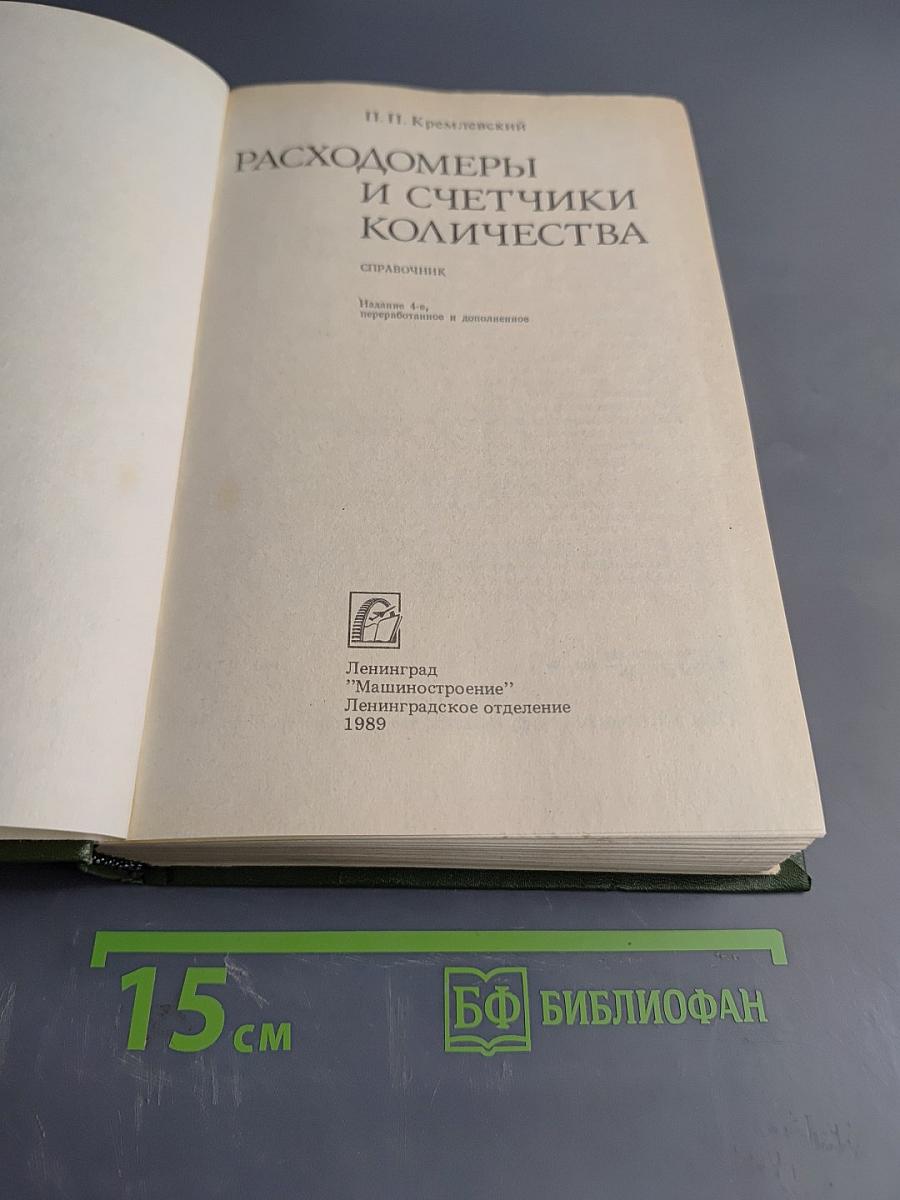 П. П. Кремлевский
РАСХОДОМЕРЫ
И СЧЕТЧИКИ
КОЛИЧЕСТВА
СПРАВОЧНИК
Издание 4-е,
переработанное и дополненное
Ленинград
"Машиностроение"
Ленинградское отделение
1989
15 см
БФ БИБЛИОФАН